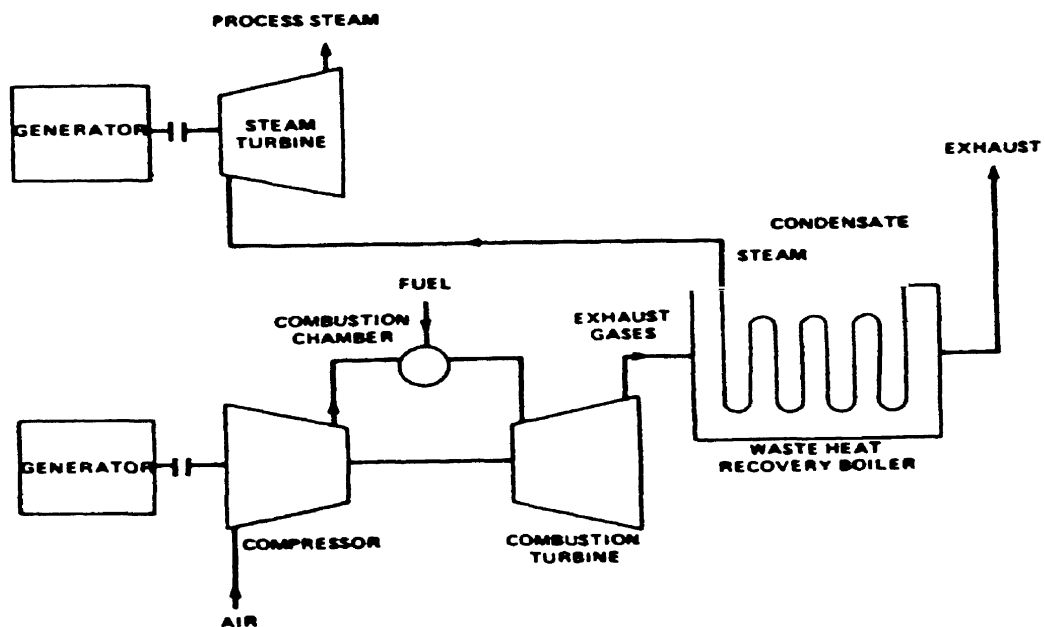 PROCESS STEAM
GENERATOR
STEAM
TURBINE
EXHAUST
CONDENSATE
STEAM
FUEL
COMBUSTION
CHAMBER
EXHAUST
GASES
GENERATOR
COMPRESSOR
COMBUSTION
TURBINE
WASTE HEAT
RECOVERY BOILER
AIR